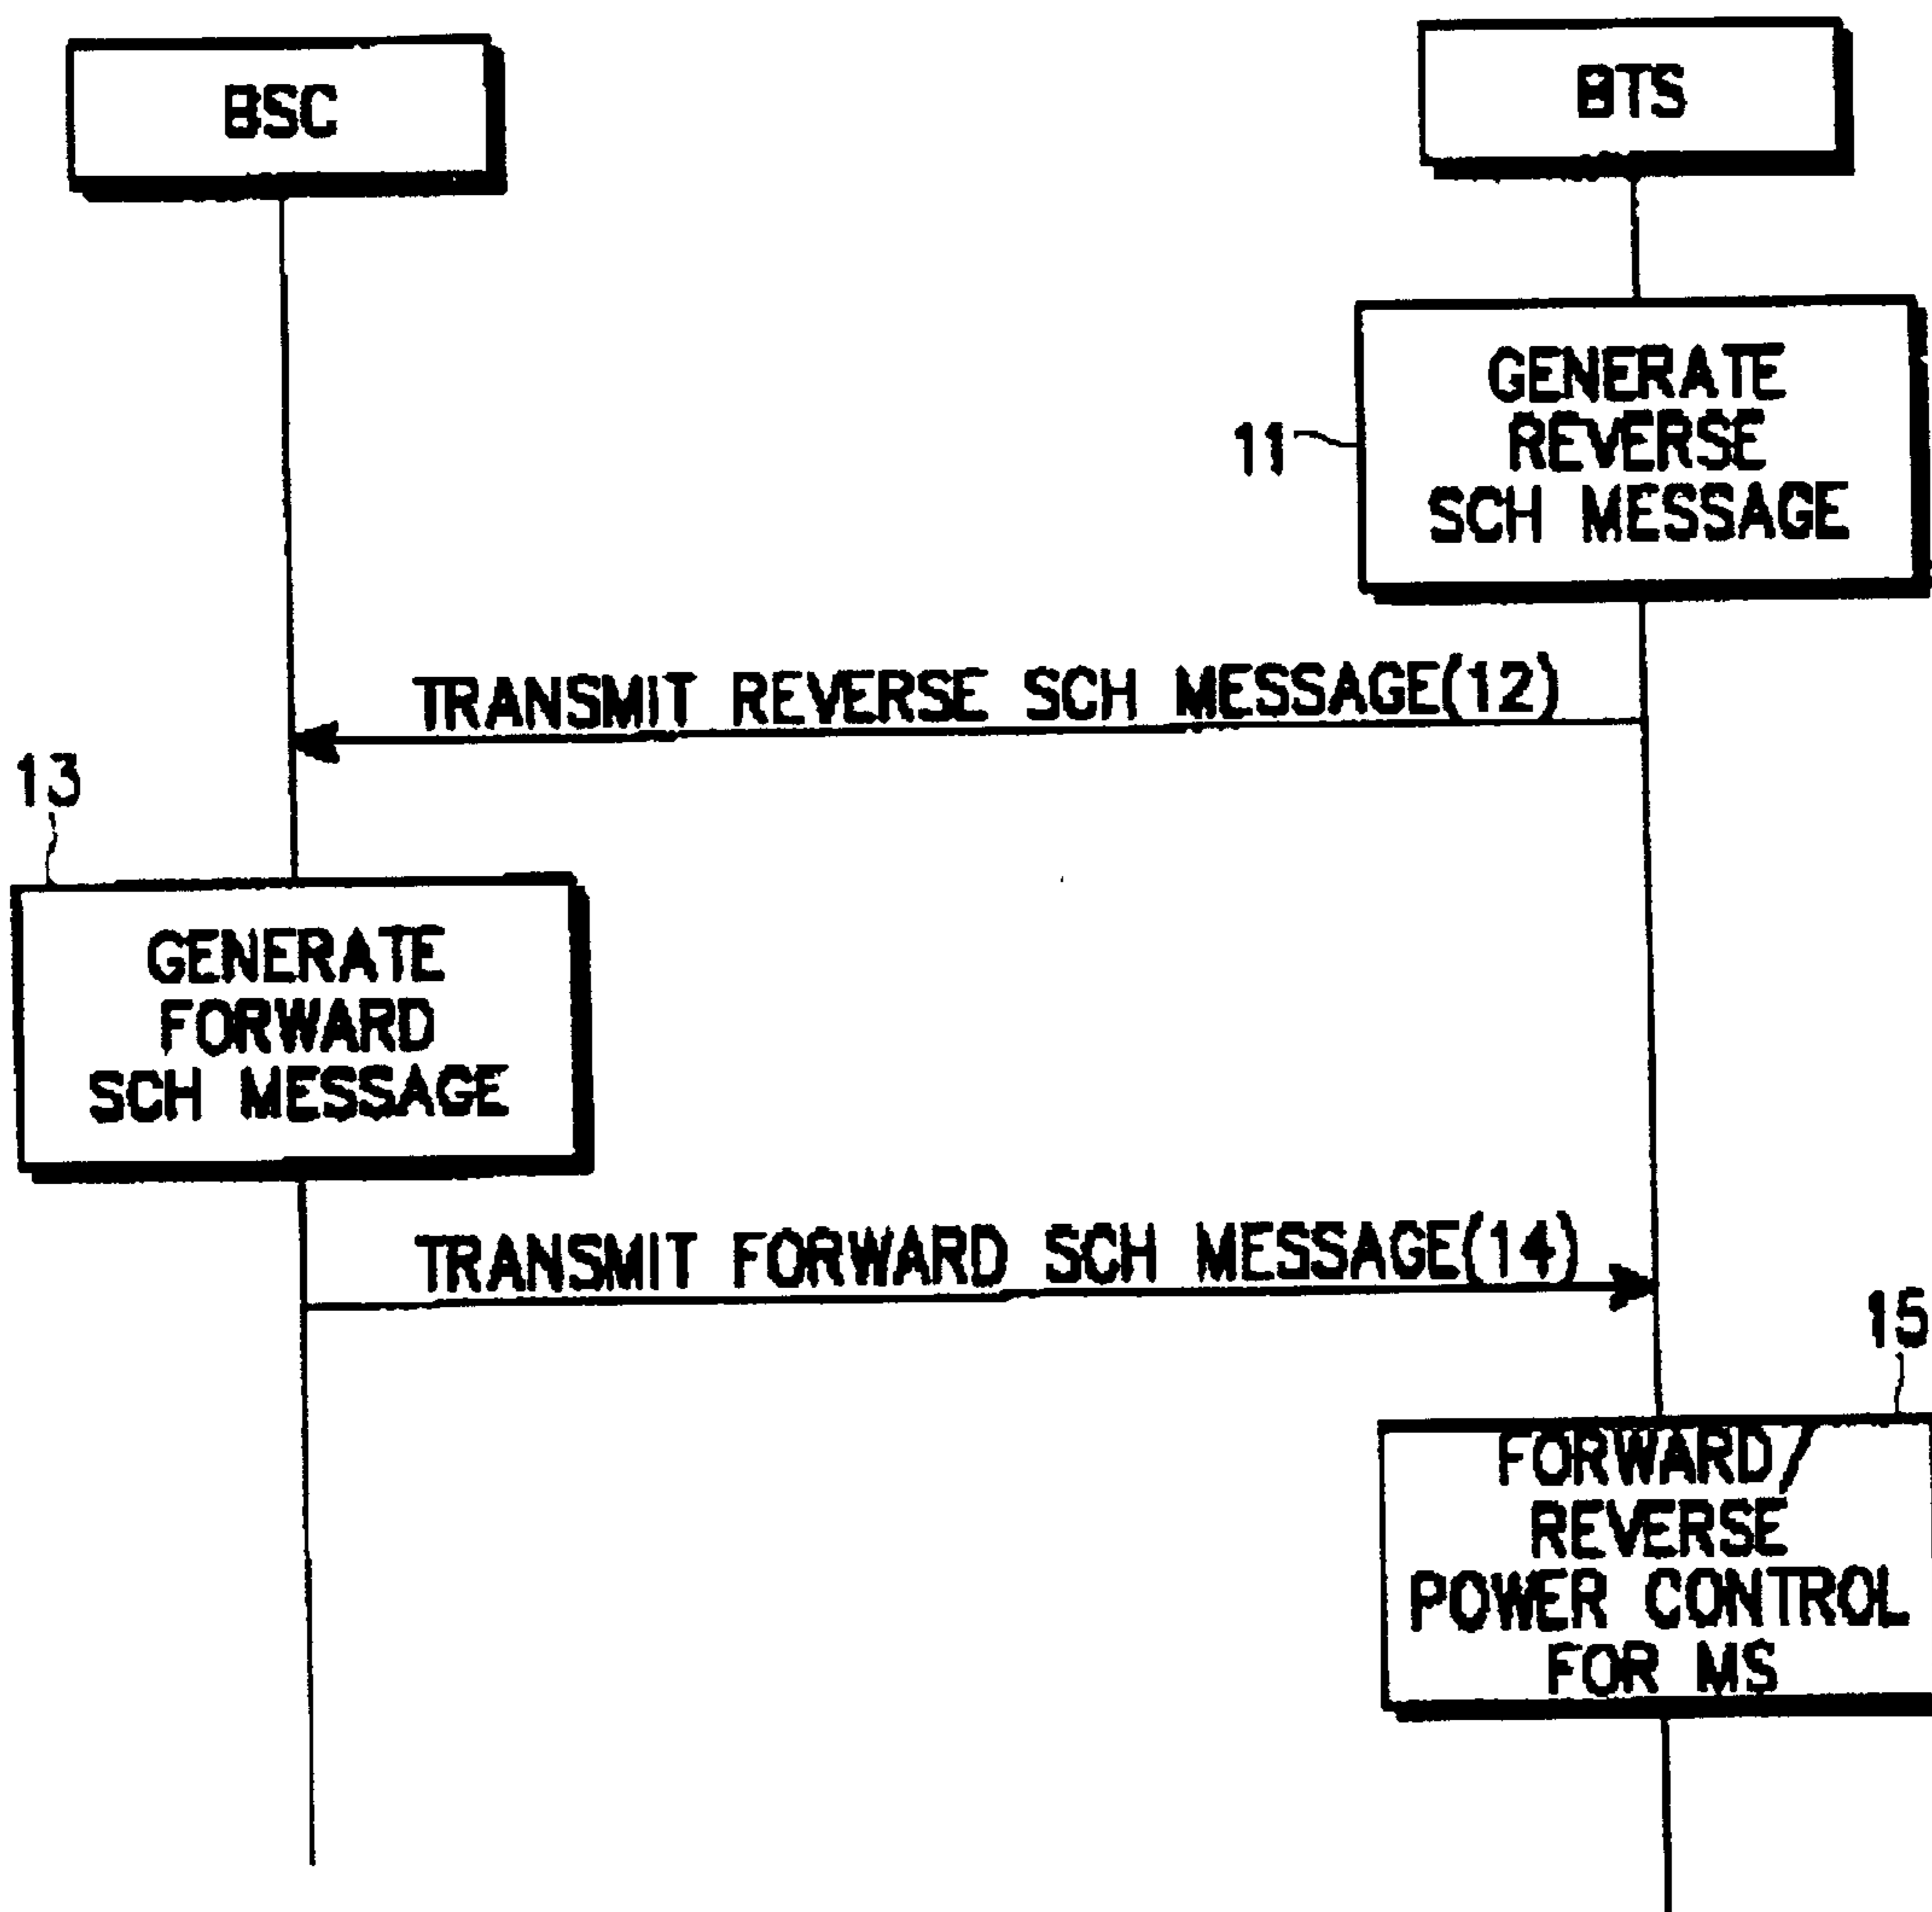 BSC
BTS
GENERATE
REVERSE
SCH MESSAGE
11
TRANSMIT REVERSE SCH MESSAGE(12)
13
GENERATE
FORWARD
SCH MESSAGE
TRANSMIT FORWARD SCH MESSAGE(14)
15
FORWARD/
REVERSE
POWER CONTROL
FOR MS